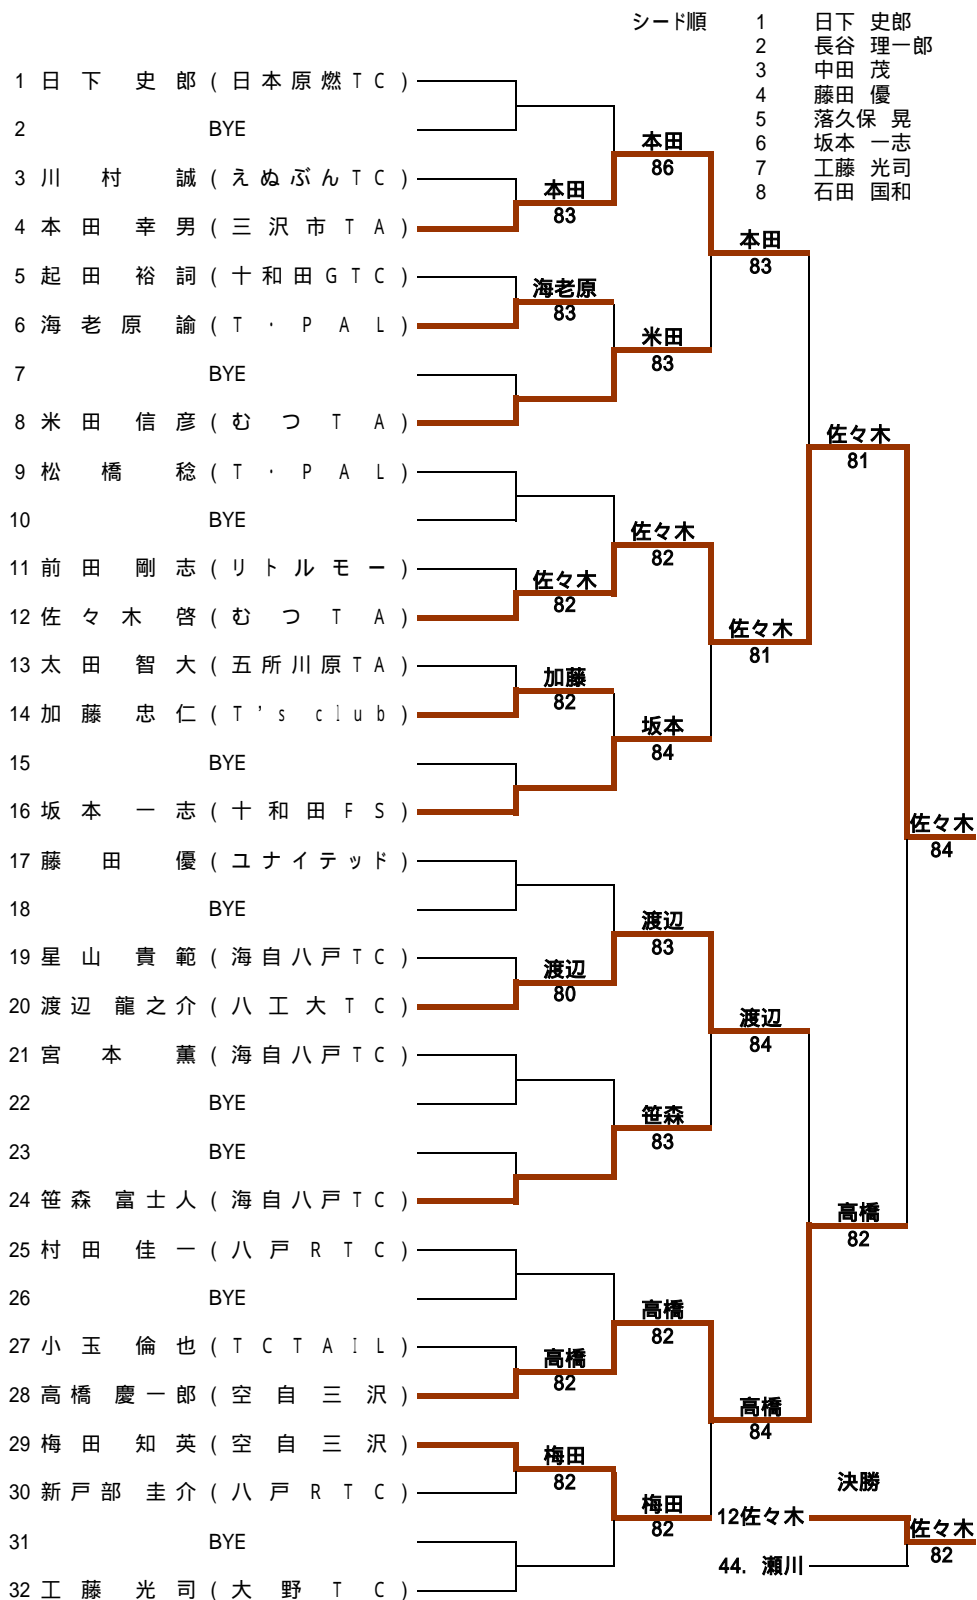 シード順 1 日下 史郎
2 長谷 理一郎
3 中田 茂
4 藤田 優
5 落久保 晃
6 坂本 一志
7 工藤 光司
8 石田 国和
1 日下 史郎 (日本原燃TC)
2 BYE
3 川村 誠 (えぬぶんTC)
4 本田 幸男 (三沢市TA)
5 起田 裕詞 (十和田GTC)
6 海老原 諭 (T・PAL)
7 BYE
8 米田 信彦 (むつTA)
9 松橋 稔 (T・PAL)
10 BYE
11 前田 剛志 (リトルモー)
12 佐々木 啓 (むつTA)
13 太田 智大 (五所川原TA)
14 加藤 忠仁 (T's club)
15 BYE
16 坂本 一志 (十和田FS)
17 藤田 優 (ユナイテッド)
18 BYE
19 星山 貴範 (海自八戸TC)
20 渡辺 龍之介 (八工大TC)
21 宮本 薫 (海自八戸TC)
22 BYE
23 BYE
24 笹森 富士人 (海自八戸TC)
25 村田 佳一 (八戸RTC)
26 BYE
27 小玉 倫也 (TCTAIL)
28 高橋 慶一郎 (空自三沢)
29 梅田 知英 (空自三沢)
30 新戸部 圭介 (八戸RTC)
31 BYE
32 工藤 光司 (大野TC)
本田
83
海老原
83
佐々木
82
加藤
82
渡辺
80
高橋
82
梅田
82
本田
86
米田
83
佐々木
82
坂本
84
渡辺
83
笹森
83
高橋
82
梅田
82
本田
83
佐々木
81
渡辺
84
高橋
84
佐々木
81
高橋
82
佐々木
84
決勝
12佐々木
44. 瀬川
佐々木
82